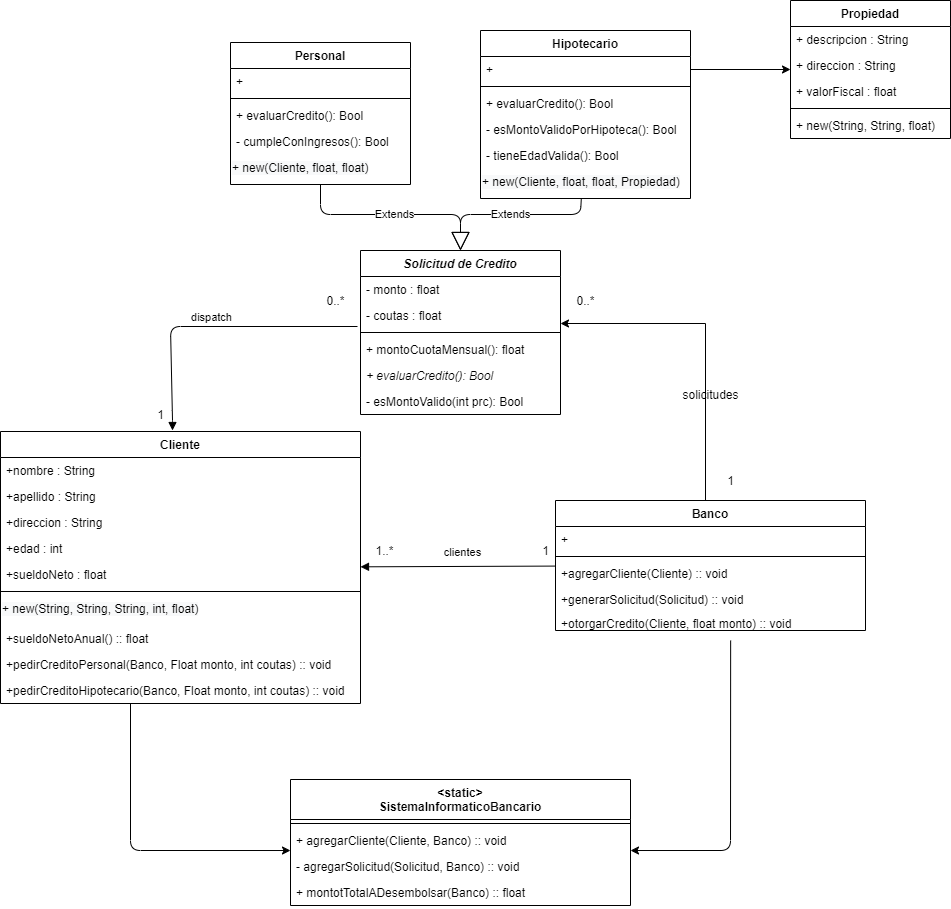 Propiedad
+ descripcion : String
+ direccion : String
+ valorFiscal : float
+ new(String, String, float)
Hipotecario
+
+ evaluarCredito(): Bool
- esMontoValidoPorHipoteca(): Bool
- tieneEdadValida(): Bool
+ new(Cliente, float, float, Propiedad)
Personal
+
+ evaluarCredito(): Bool
- cumpleConIngresos(): Bool
+ new(Cliente, float, float)
Extends
Extends
Solicitud de Credito
- monto : float
- coutas : float
+ montoCuotaMensual(): float
+ evaluarCredito(): Bool
- esMontoValido(int prc): Bool
0..*
0..*
dispatch
1
solicitudes
1
Cliente
+nombre : String
+apellido : String
+direccion : String
+edad : int
+sueldoNeto : float
+ new(String, String, String, int, float)
+sueldoNetoAnual() :: float
+pedirCreditoPersonal(Banco, Float monto, int coutas) :: void
+pedirCreditoHipotecario(Banco, Float monto, int coutas) :: void
1..*
clientes
1
Banco
+
+agregarCliente(Cliente) :: void
+generarSolicitud(Solicitud) :: void
+otorgarCredito(Cliente, float monto) :: void
<static>
SistemaInformaticoBancario
+ agregarCliente(Cliente, Banco) :: void
- agregarSolicitud(Solicitud, Banco) :: void
+ montotTotalADesembolsar(Banco) :: float